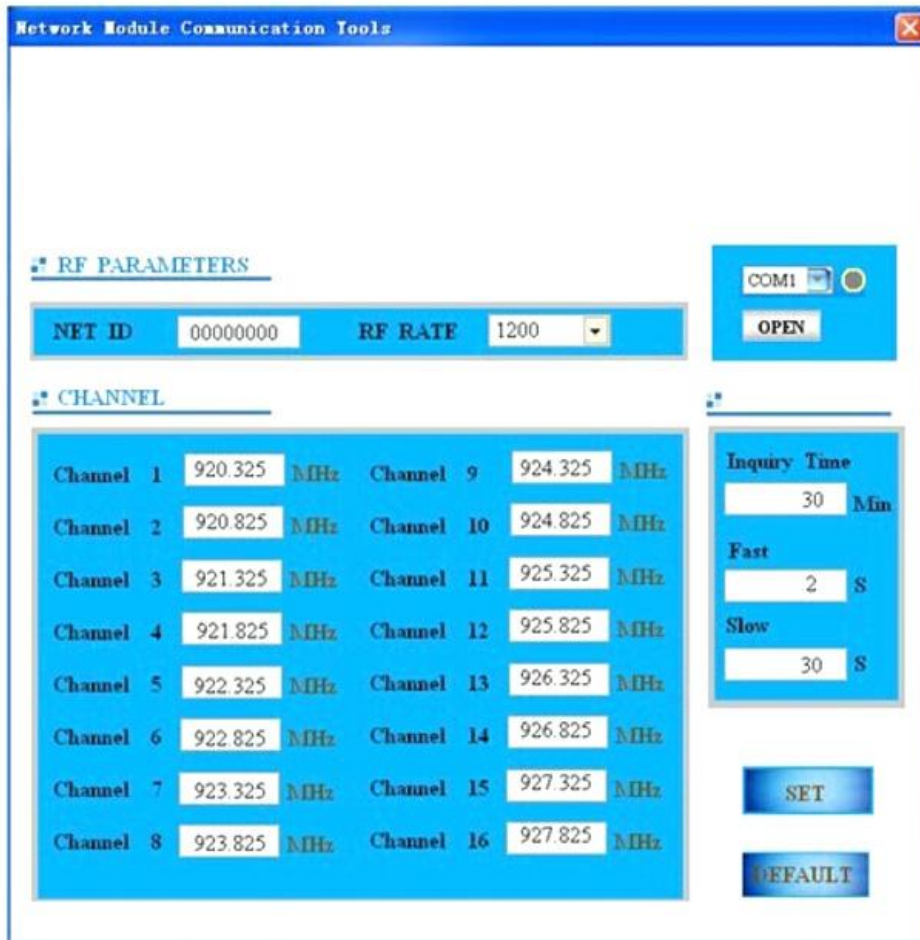 Network Module Communication Tools
RF PARAMETERS
COM1
OPEN
NET ID 00000000 RF RATE 1200
CHANNEL
Channel 1 920.325 MHz Channel 9 924.325 MHz
Channel 2 920.825 MHz Channel 10 924.825 MHz
Channel 3 921.325 MHz Channel 11 925.325 MHz
Channel 4 921.825 MHz Channel 12 925.825 MHz
Channel 5 922.325 MHz Channel 13 926.325 MHz
Channel 6 922.825 MHz Channel 14 926.825 MHz
Channel 7 923.325 MHz Channel 15 927.325 MHz
Channel 8 923.825 MHz Channel 16 927.825 MHz
Inquiry Time
30 Min
Fast
2 S
Slow
30 S
SET
DEFAULT